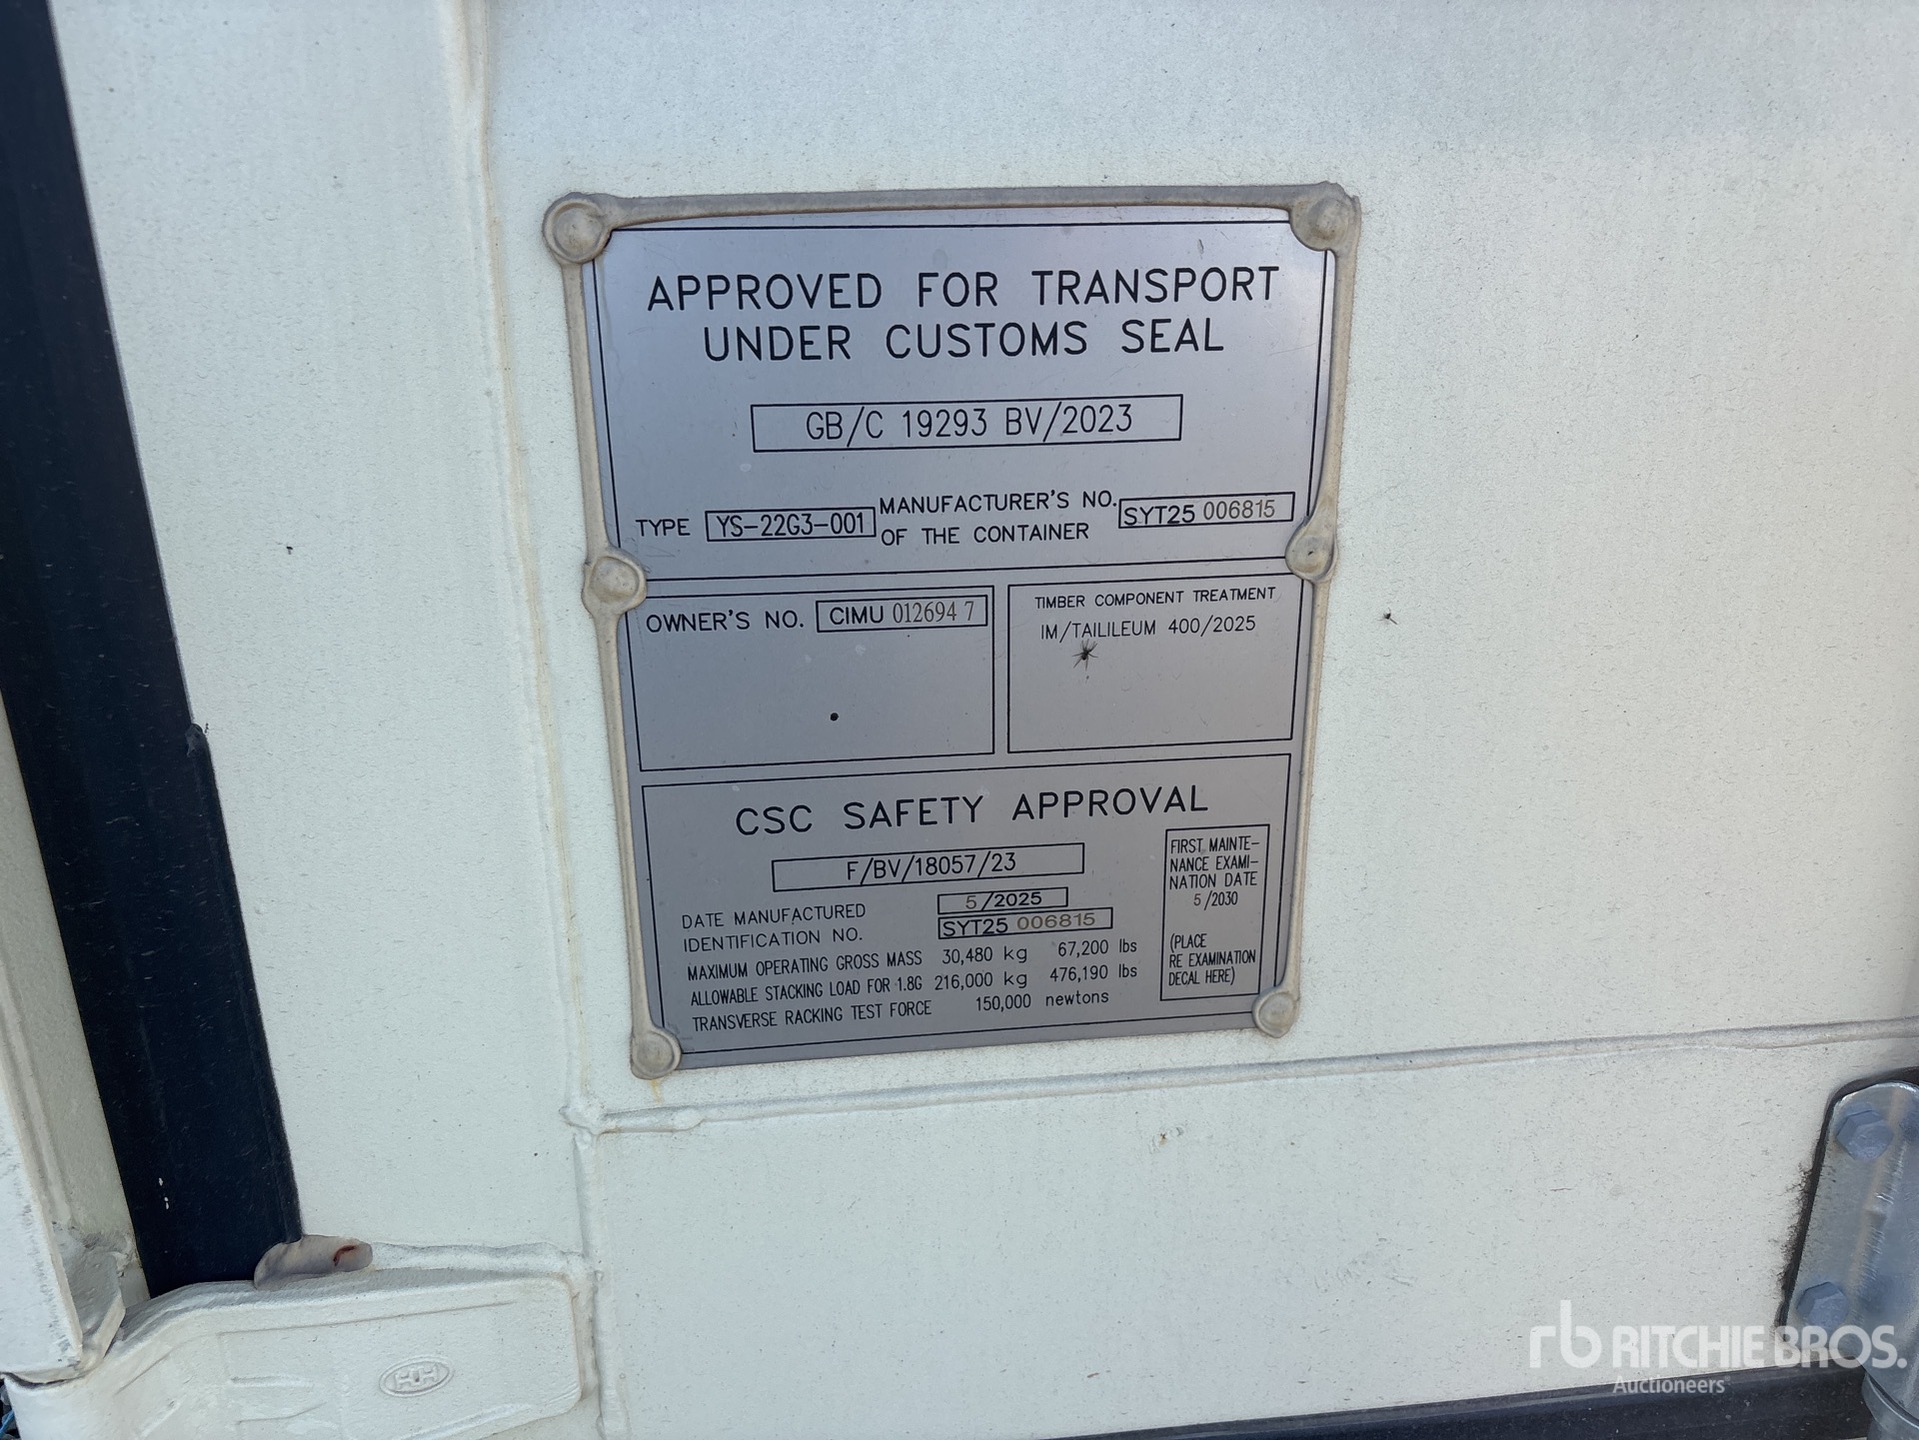 APPROVED FOR TRANSPORT
UNDER CUSTOMS SEAL
GB/C 19293 BV/2023
TYPE YS-22G3-001 MANUFACTURER'S NO. OF THE CONTAINER SYT25 006815
OWNER'S NO. CIMU 012694 7
TIMBER COMPONENT TREATMENT
IM/TAILILEUM 400/2025
CSC SAFETY APPROVAL
F/BV/18057/23
DATE MANUFACTURED 5/2025
IDENTIFICATION NO. SYT25 006815
MAXIMUM OPERATING GROSS MASS 30,480 kg 67,200 lbs
ALLOWABLE STACKING LOAD FOR 1.8G 216,000 kg 476,190 lbs
TRANSVERSE RACKING TEST FORCE 150,000 newtons
FIRST MAINTE-
NANCE EXAMI-
NATION DATE
5/2030
(PLACE
RE EXAMINATION
DECAL HERE)
HH
rb RITCHIE BROS.
Auctioneers